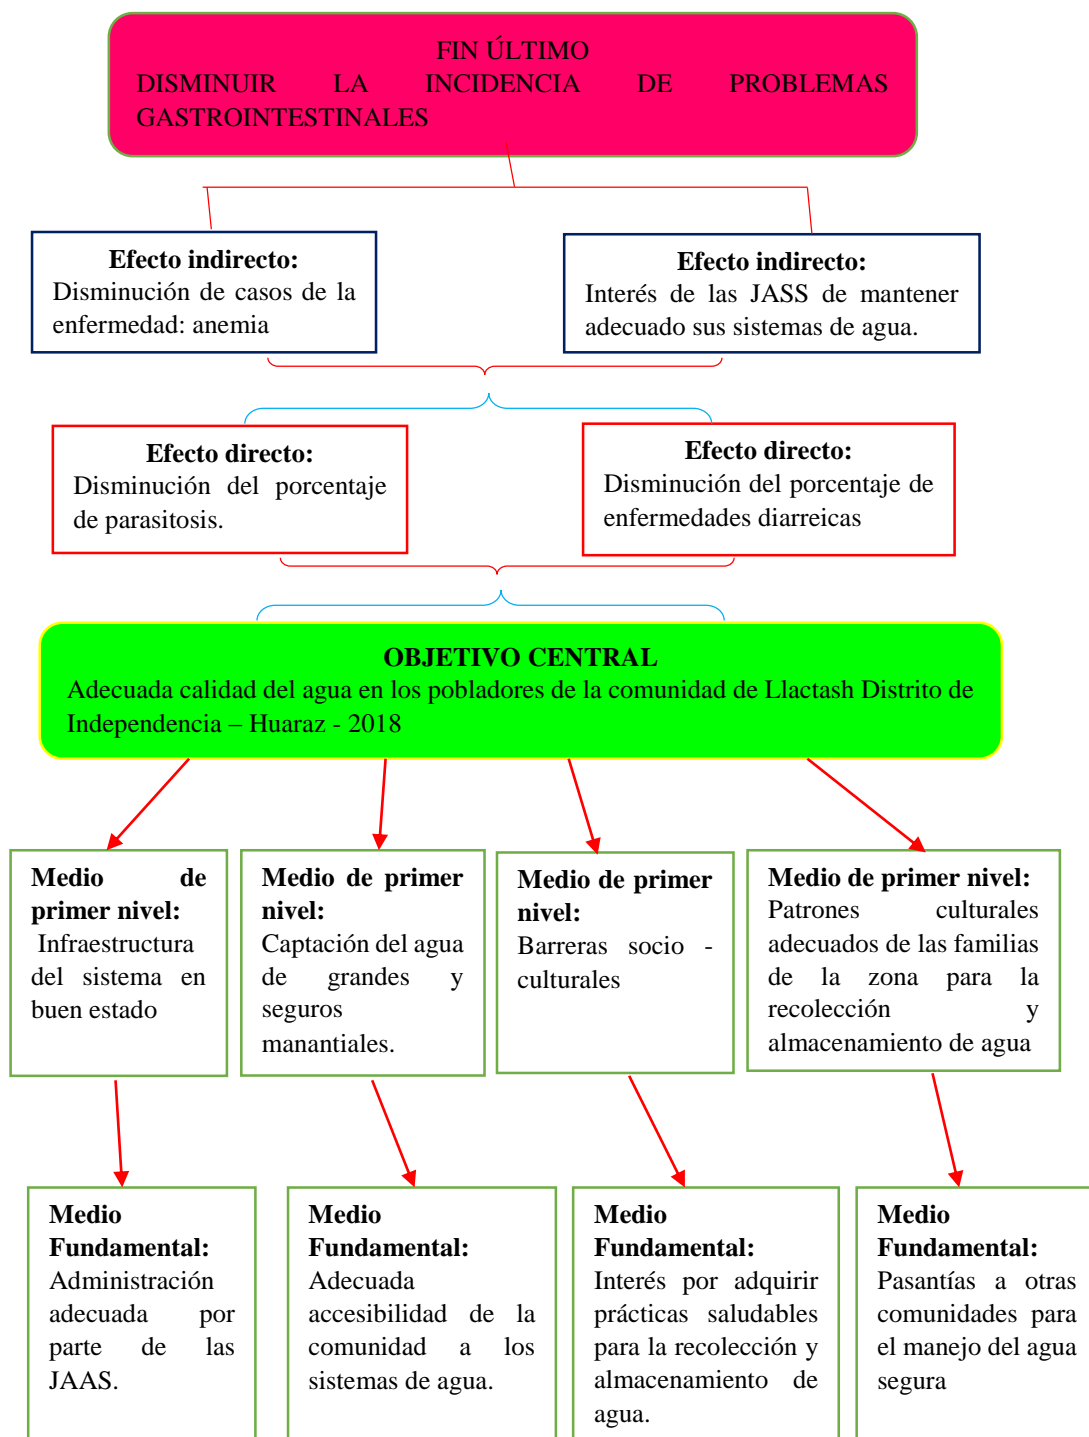 FIN ÚLTIMO
DISMINUIR LA INCIDENCIA DE PROBLEMAS
GASTROINTESTINALES
Efecto indirecto:
Disminución de casos de la
enfermedad: anemia
Efecto indirecto:
Interés de las JASS de mantener
adecuado sus sistemas de agua.
Efecto directo:
Disminución del porcentaje
de parasitosis.
Efecto directo:
Disminución del porcentaje de
enfermedades diarreicas
OBJETIVO CENTRAL
Adecuada calidad del agua en los pobladores de la comunidad de Llactash Distrito de
Independencia – Huaraz - 2018
Medio de
primer nivel:
Infraestructura
del sistema en
buen estado
Medio de primer
nivel:
Captación del agua
de grandes y
seguros
manantiales.
Medio de primer
nivel:
Barreras socio -
culturales
Medio de primer nivel:
Patrones culturales
adecuados de las familias
de la zona para la
recolección y
almacenamiento de agua
Medio
Fundamental:
Administración
adecuada por
parte de las
JAAS.
Medio
Fundamental:
Adecuada
accesibilidad de la
comunidad a los
sistemas de agua.
Medio
Fundamental:
Interés por adquirir
prácticas saludables
para la recolección y
almacenamiento de
agua.
Medio
Fundamental:
Pasantías a otras
comunidades para
el manejo del agua
segura